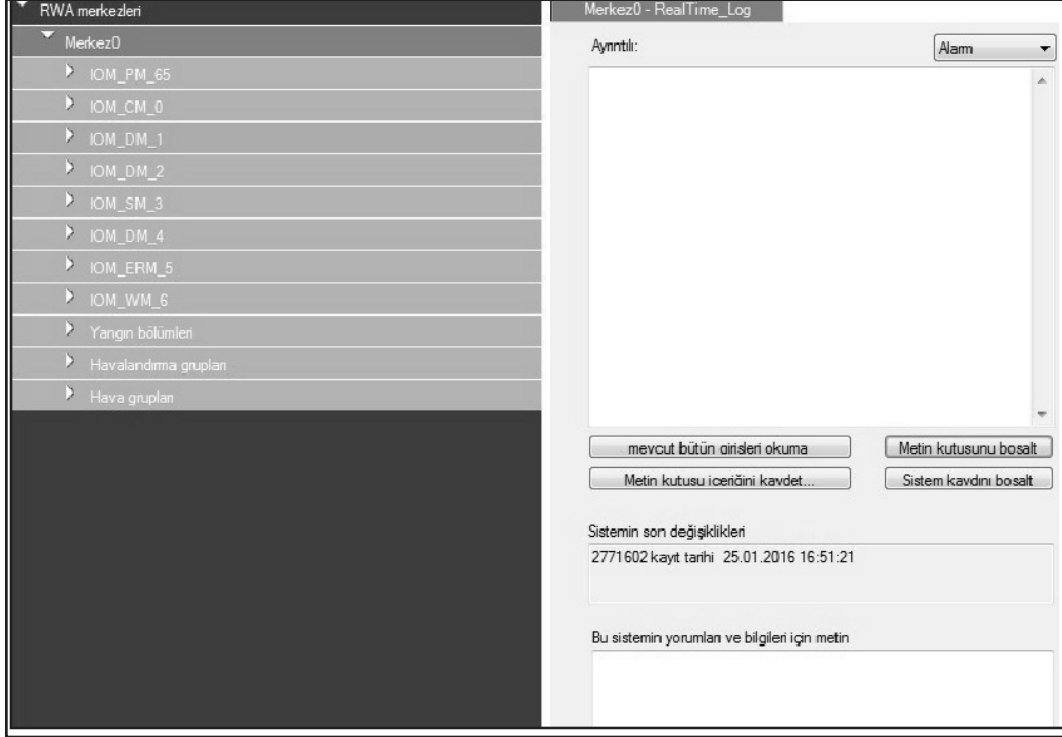 RWA merkezleri
Merkez0
IOM_PM_65
IOM_CM_0
IOM_DM_1
IOM_DM_2
IOM_SM_3
IOM_DM_4
IOM_ERM_5
IOM_WM_6
Yangın bölümleri
Havalandırma grupları
Hava grupları
Merkez0 - RealTime_Log
Ayrıntılı:
Alarmı
mevcut bütün girişleri okuma
Metin kutusunu boşalt
Metin kutusu içeriğini kaydet...
Sistem kaydını boşalt
Sistemin son değişiklikleri
2771602 kayıt tarihi 25.01.2016 16:51:21
Bu sistemin yorumları ve bilgileri için metin